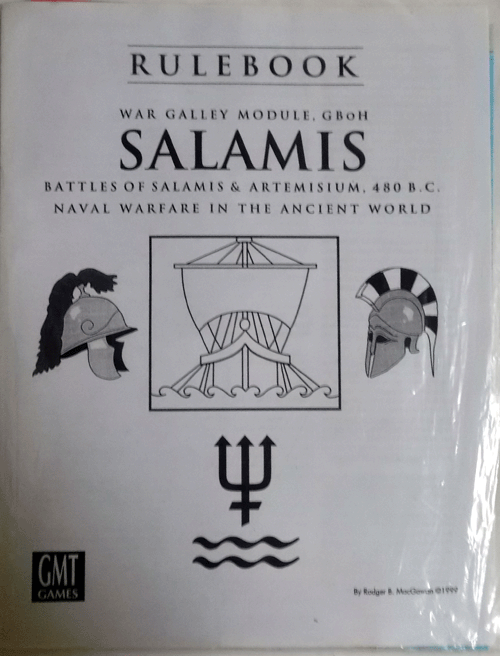 RULEBOOK
WAR GALLEY MODULE, GBoH
SALAMIS
BATTLES OF SALAMIS & ARTEMISIUM, 480 B.C.
NAVAL WARFARE IN THE ANCIENT WORLD
GMT
GAMES
By Rodger B. MacGowan ©1999